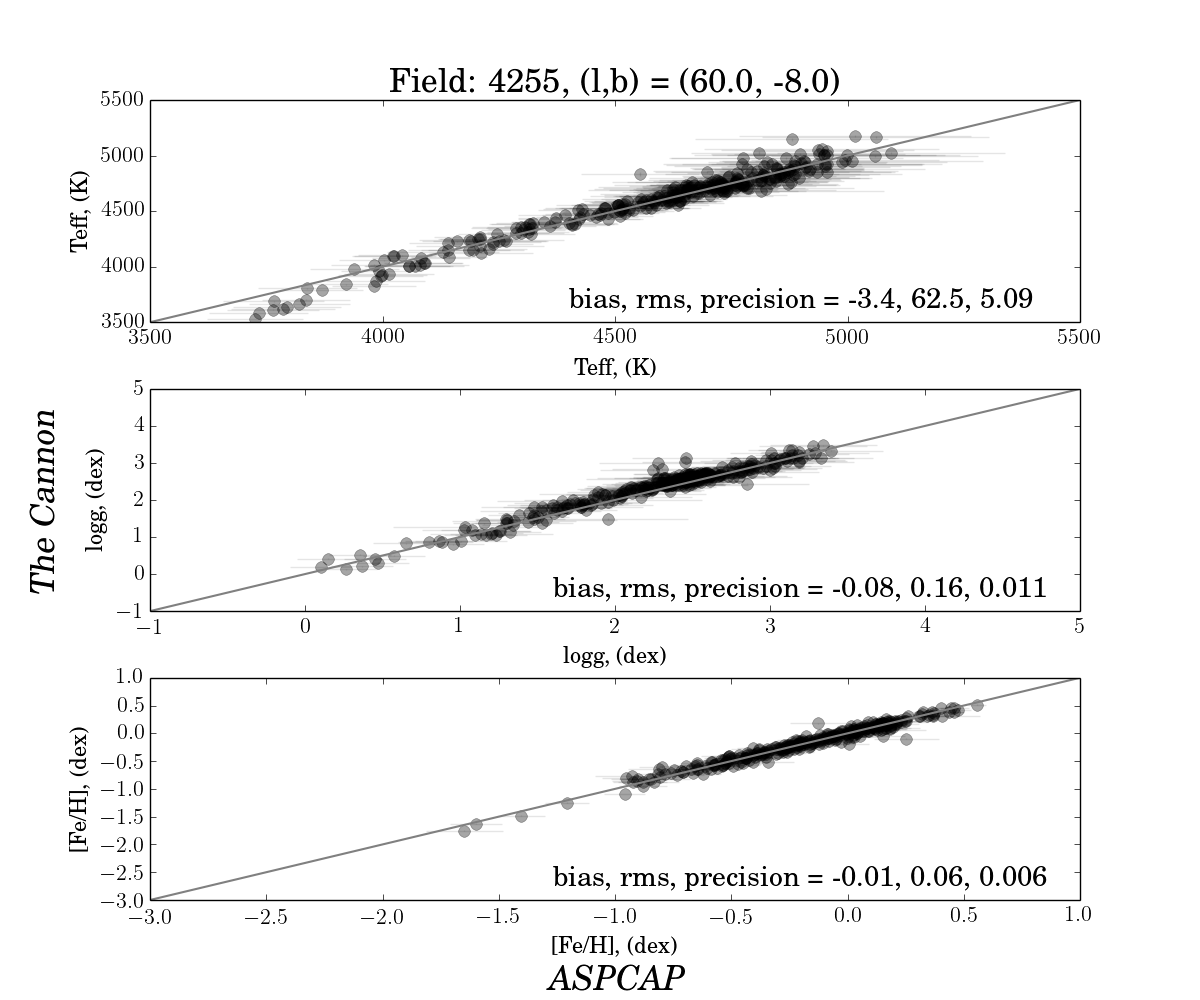 Field: 4255, (l,b) = (60.0, -8.0)
5500
5000
4500
4000
3500
Teff, (K)
bias, rms, precision = -3.4, 62.5, 5.09
3500 4000 4500 5000 5500
Teff, (K)
The Cannon
5
4
3
2
1
0
−1
logg, (dex)
bias, rms, precision = -0.08, 0.16, 0.011
−1 0 1 2 3 4 5
logg, (dex)
1.0
0.5
0.0
−0.5
−1.0
−1.5
−2.0
−2.5
−3.0
[Fe/H], (dex)
bias, rms, precision = -0.01, 0.06, 0.006
−3.0 −2.5 −2.0 −1.5 −1.0 −0.5 0.0 0.5 1.0
[Fe/H], (dex)
ASPCAP